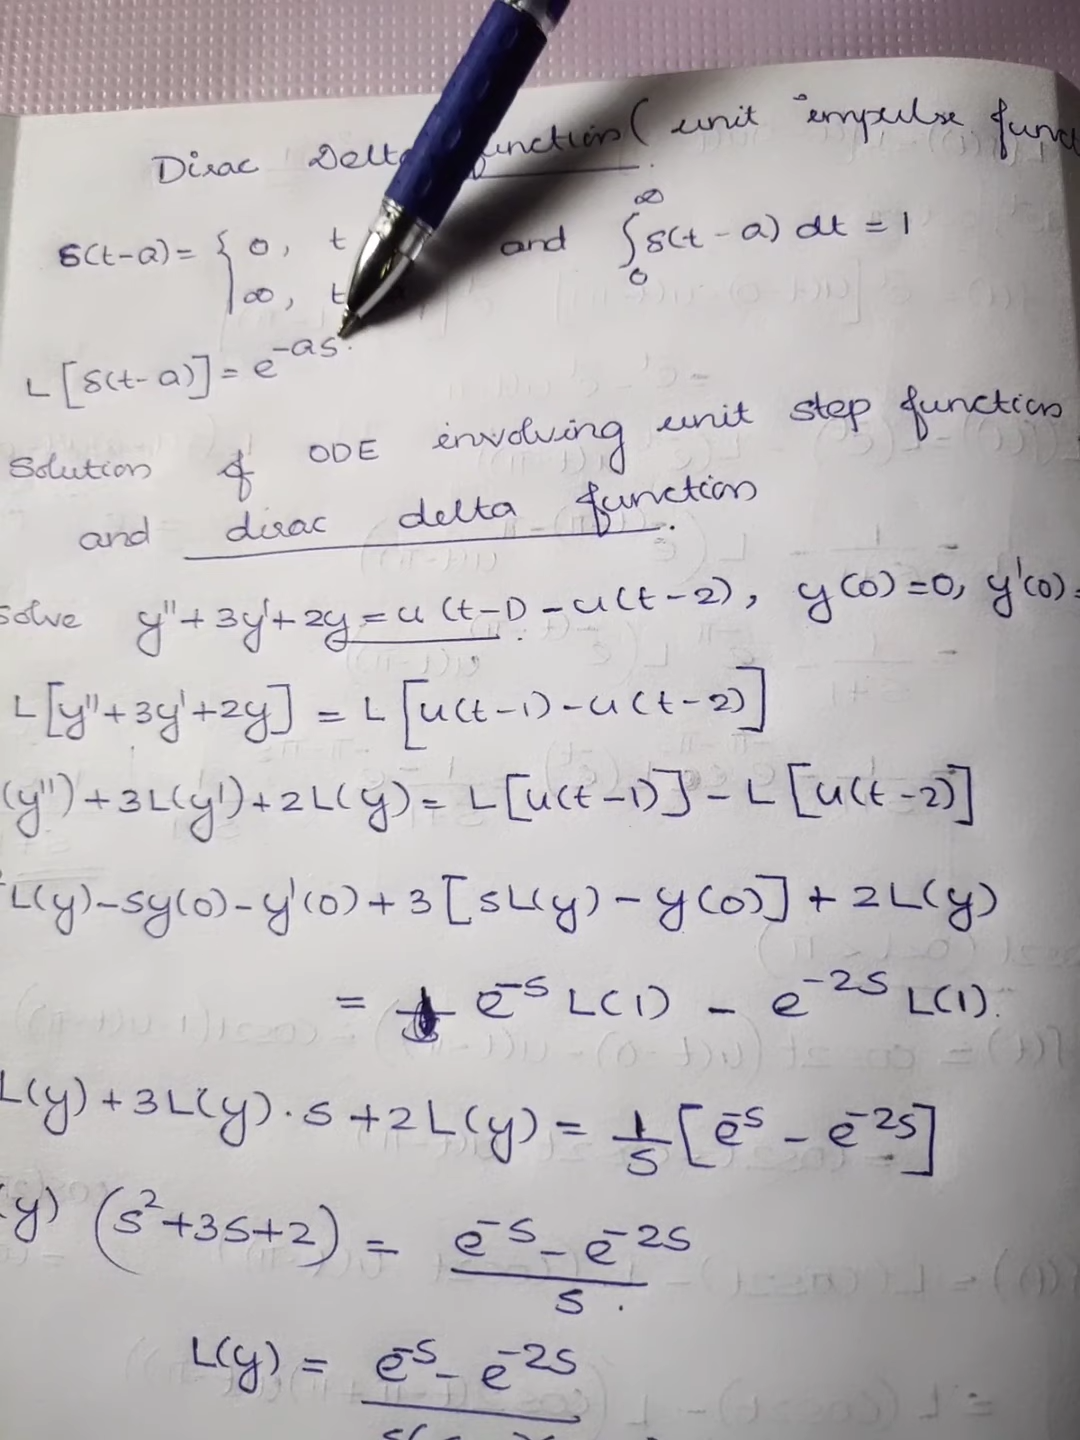 Dirac Delta function ( unit impulse funct
δ(t-a) = { 0, t and ∫₀^∞ δ(t-a) dt = 1
∞, t
L[δ(t-a)] = e^{-as}.
Solution of ODE involving unit step function
and dirac delta function.
solve y'' + 3y' + 2y = u(t-1) - u(t-2), y(0)=0, y'(0)=
L[y''+3y'+2y] = L[u(t-1)-u(t-2)]
(y'') + 3L(y') + 2L(y) = L[u(t-1)] - L[u(t-2)]
L(y) - sy(0) - y'(0) + 3[sL(y) - y(0)] + 2L(y)
= e^{-s} L(1) - e^{-2s} L(1).
L(y) + 3L(y)·s + 2L(y) = 1/s [e^{-s} - e^{-2s}]
(y) (s²+3s+2) = e^{-s} - e^{-2s} / s.
L(y) = e^{-s} - e^{-2s}